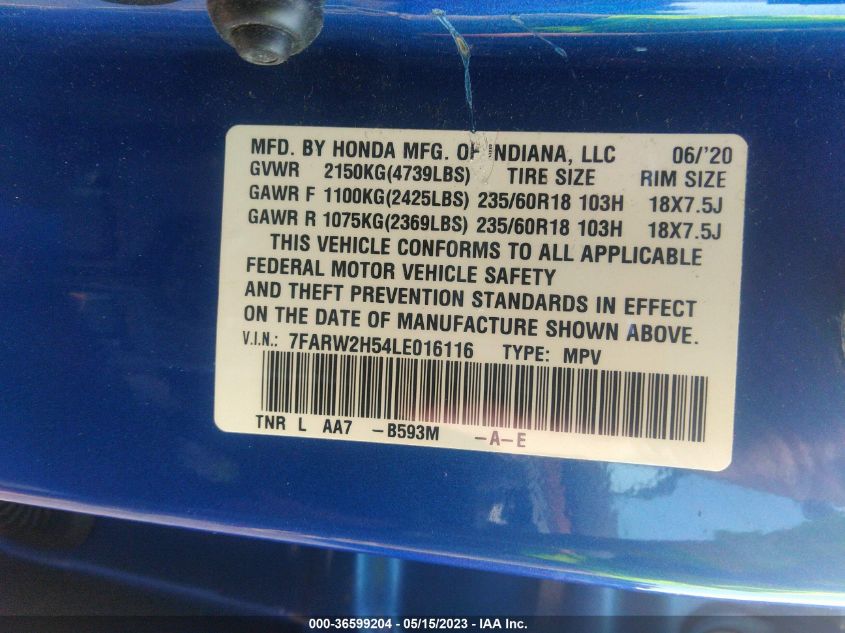 MFD. BY HONDA MFG. OF INDIANA, LLC 06/'20
GVWR 2150KG(4739LBS) TIRE SIZE RIM SIZE
GAWR F 1100KG(2425LBS) 235/60R18 103H 18X7.5J
GAWR R 1075KG(2369LBS) 235/60R18 103H 18X7.5J
THIS VEHICLE CONFORMS TO ALL APPLICABLE
FEDERAL MOTOR VEHICLE SAFETY
AND THEFT PREVENTION STANDARDS IN EFFECT
ON THE DATE OF MANUFACTURE SHOWN ABOVE.
V.I.N.: 7FARW2H54LE016116 TYPE: MPV
TNR L AA7 -B593M -A-E
000-36599204 - 05/15/2023 - IAA Inc.